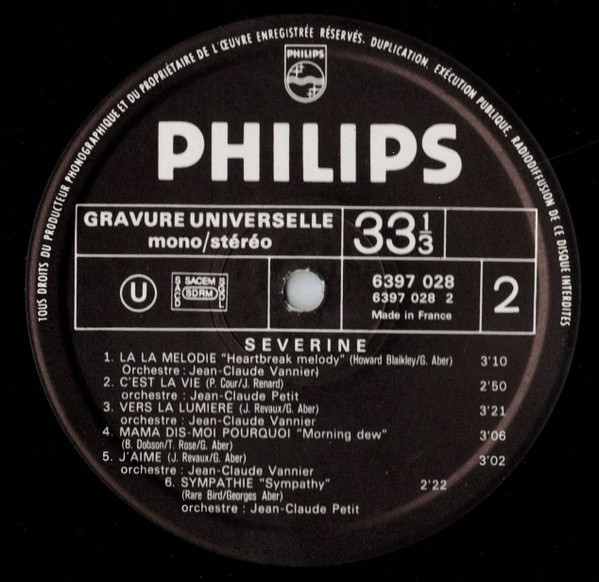 TOUS DROITS DU PRODUCTEUR PHONOGRAPHIQUE ET DU PROPRIÉTAIRE DE L'ŒUVRE ENREGISTRÉE RÉSERVÉS. DUPLICATION, EXÉCUTION PUBLIQUE, RADIODIFFUSION DE CE DISQUE INTERDITES
PHILIPS
PHILIPS
GRAVURE UNIVERSELLE
mono/stéréo
33 1/3
U
SACEM
SACD
SDRM
SGDL
6397 028
6397 028 2
Made in France
2
SEVERINE
1. LA LA MELODIE "Heartbreak melody" (Howard Blaikley/G. Aber) 3'10
Orchestre : Jean-Claude Vannier)
2. C'EST LA VIE (P. Cour/J. Renard) 2'50
orchestre : Jean-Claude Petit
3. VERS LA LUMIERE (J. Revaux/G. Aber) 3'21
orchestre : Jean-Claude Vannier
4. MAMA DIS-MOI POURQUOI "Morning dew" 3'06
(B. Dobson/T. Rose/G. Aber)
5. J'AIME (J. Revaux/G. Aber) 3'02
orchestre : Jean-Claude Vannier
6. SYMPATHIE "Sympathy" 2'22
(Rare Bird/Georges Aber)
orchestre : Jean-Claude Petit